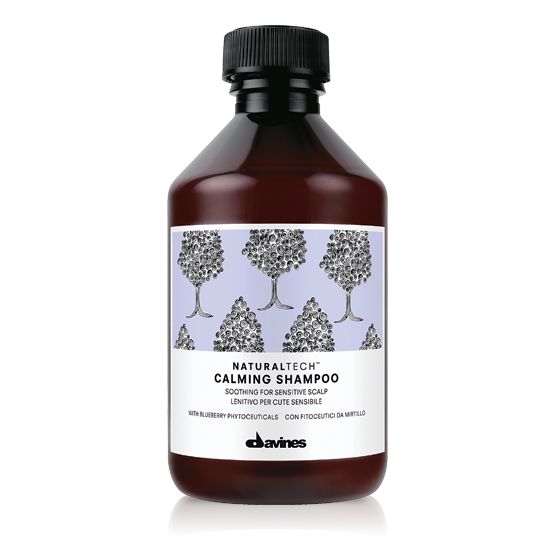 NATURALTECH™
CALMING SHAMPOO
SOOTHING FOR SENSITIVE SCALP
LENITIVO PER CUTE SENSIBILE
WITH BLUEBERRY PHYTOCEUTICALS CON FITOCEUTICI DA MIRTILLO
davines